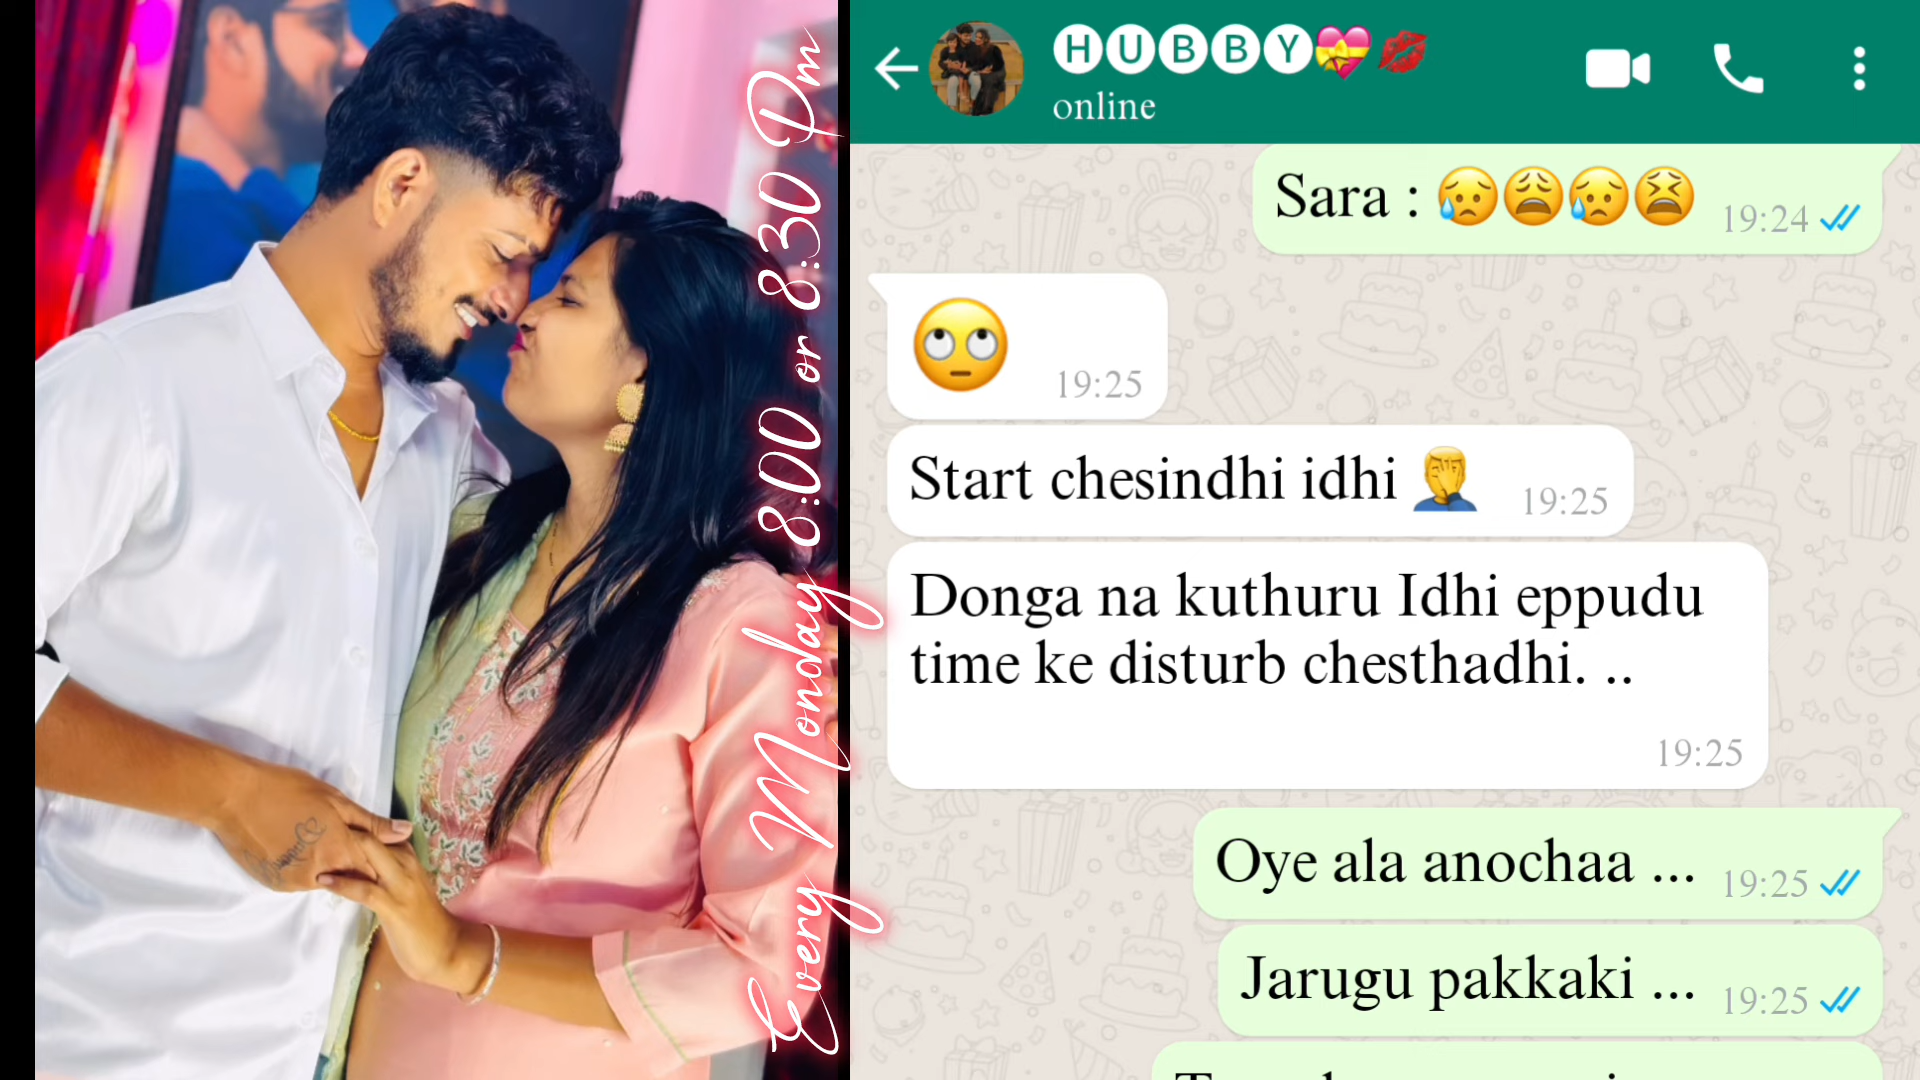 Every Monday 8:00 or 8:30 Pm
HUBBY💝💋
online
Sara : 😥😩😥😫 19:24
🙄 19:25
Start chesindhi idhi 🤦‍♂️ 19:25
Donga na kuthuru Idhi eppudu
time ke disturb chesthadhi. ..
19:25
Oye ala anochaa ... 19:25
Jarugu pakkaki ... 19:25